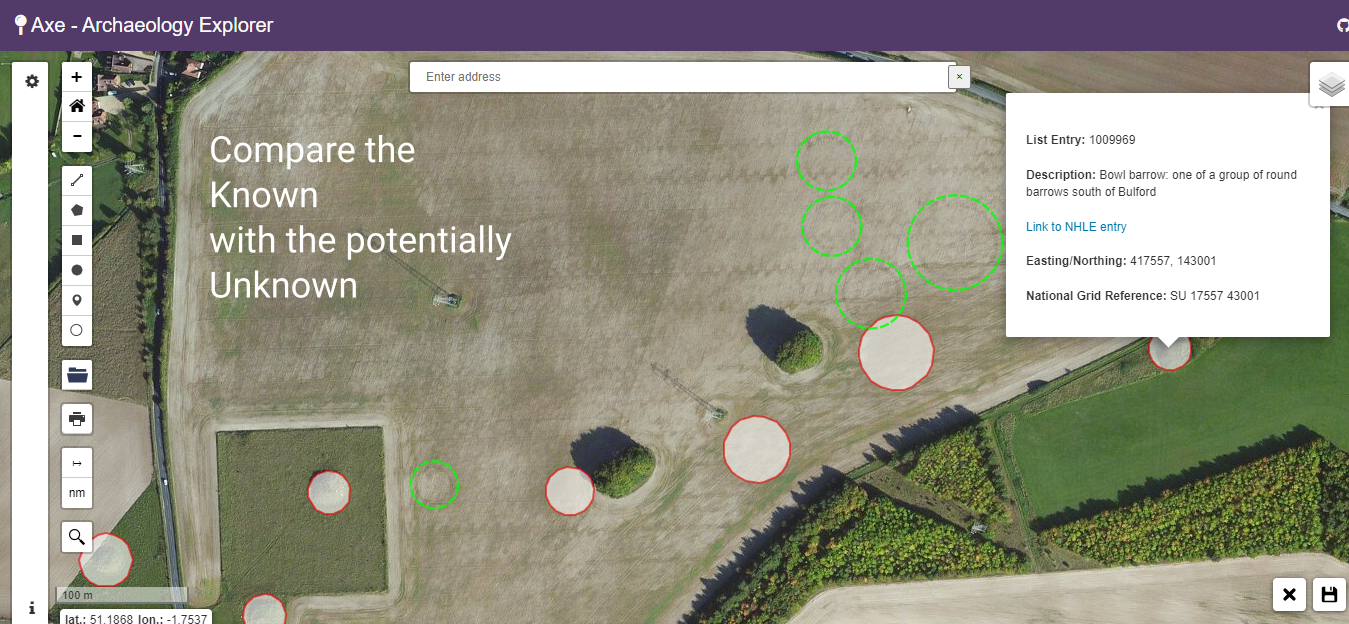 Axe - Archaeology Explorer
+
Enter address
×
−
Compare the
Known
with the potentially
Unknown
List Entry: 1009969
Description: Bowl barrow: one of a group of round
barrows south of Bulford
Link to NHLE entry
Easting/Northing: 417557, 143001
National Grid Reference: SU 17557 43001
↦
nm
100 m
i
lat.: 51.1868 lon.: -1.7537